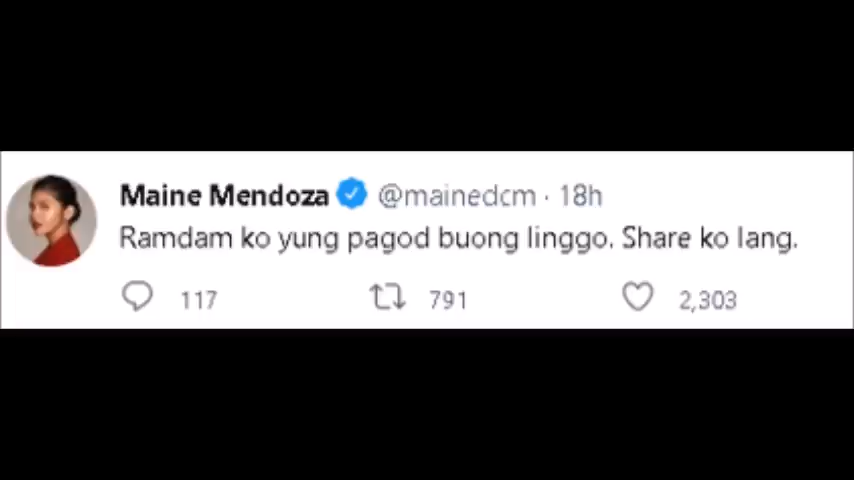 Maine Mendoza @mainedcm · 18h
Ramdam ko yung pagod buong linggo. Share ko lang.
117 791 2,303